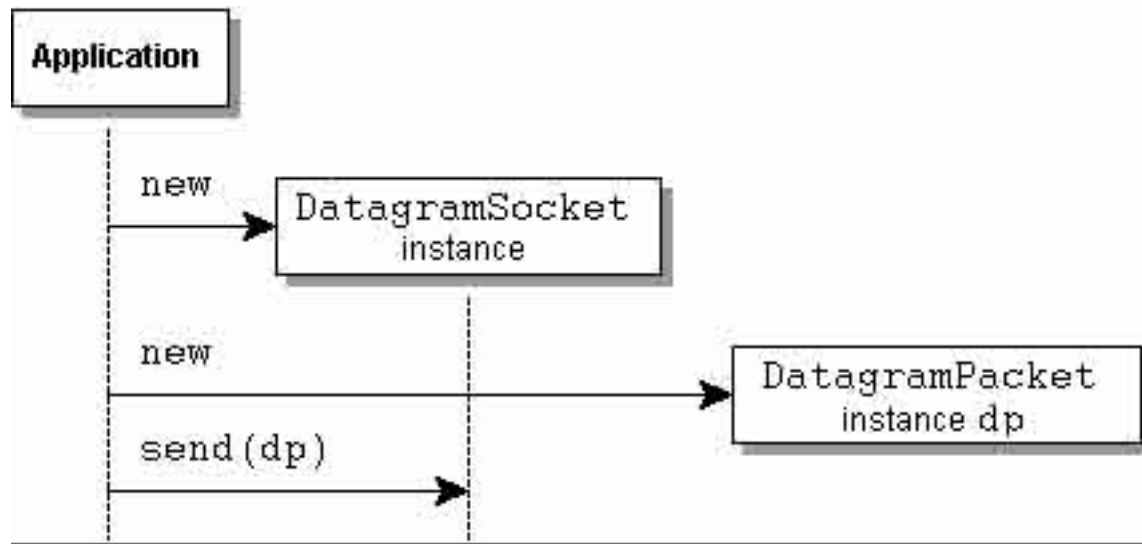 Application
new
DatagramSocket
instance
new
DatagramPacket
instance dp
send(dp)